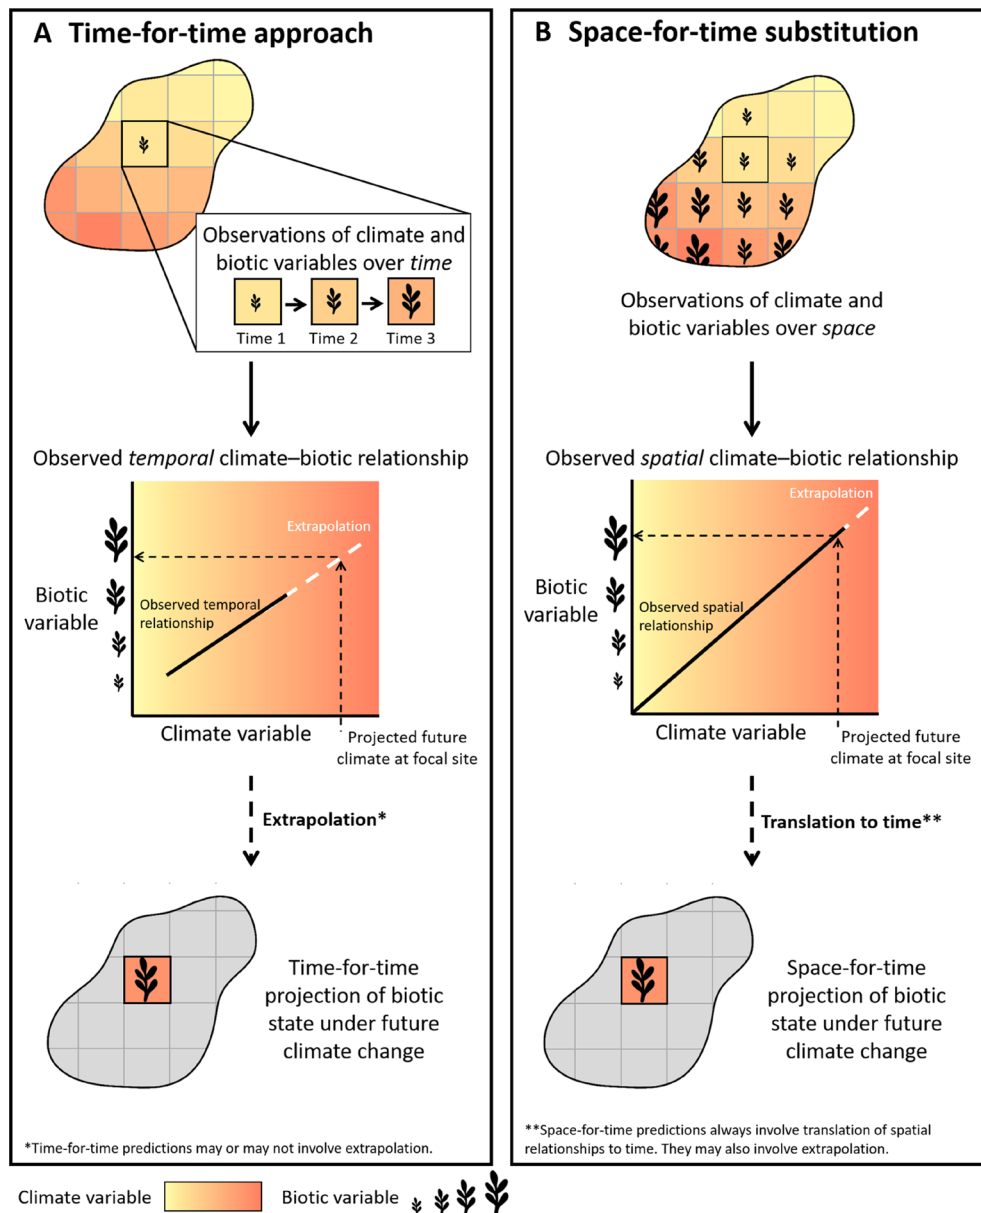 A Time-for-time approach
Observations of climate and
biotic variables over time
Time 1
Time 2
Time 3
Observed temporal climate–biotic relationship
Extrapolation
Biotic
variable
Observed temporal
relationship
Climate variable
Projected future
climate at focal site
Extrapolation*
Time-for-time
projection of biotic
state under future
climate change
*Time-for-time predictions may or may not involve extrapolation.
B Space-for-time substitution
Observations of climate and
biotic variables over space
Observed spatial climate–biotic relationship
Extrapolation
Biotic
variable
Observed spatial
relationship
Climate variable
Projected future
climate at focal site
Translation to time**
Space-for-time
projection of biotic
state under future
climate change
**Space-for-time predictions always involve translation of spatial
relationships to time. They may also involve extrapolation.
Climate variable
Biotic variable